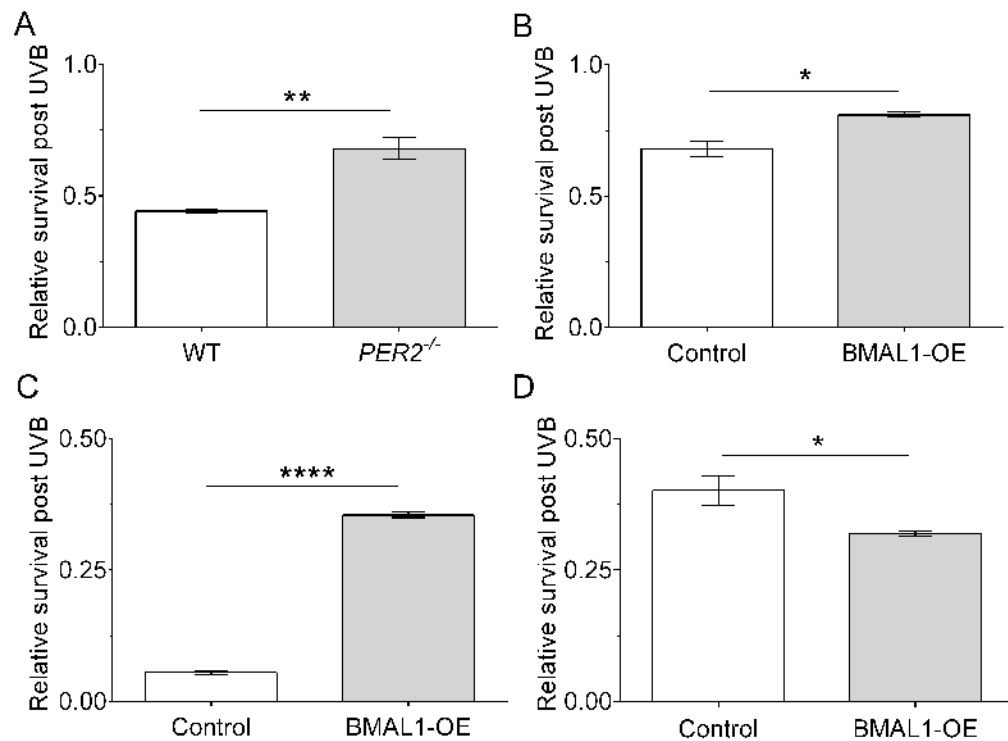 A
Relative survival post UVB
1.0
0.5
0.0
**
WT
PER2-/-
B
Relative survival post UVB
1.0
0.5
0.0
*
Control
BMAL1-OE
C
Relative survival post UVB
0.50
0.25
0.00
****
Control
BMAL1-OE
D
Relative survival post UVB
0.50
0.25
0.00
*
Control
BMAL1-OE